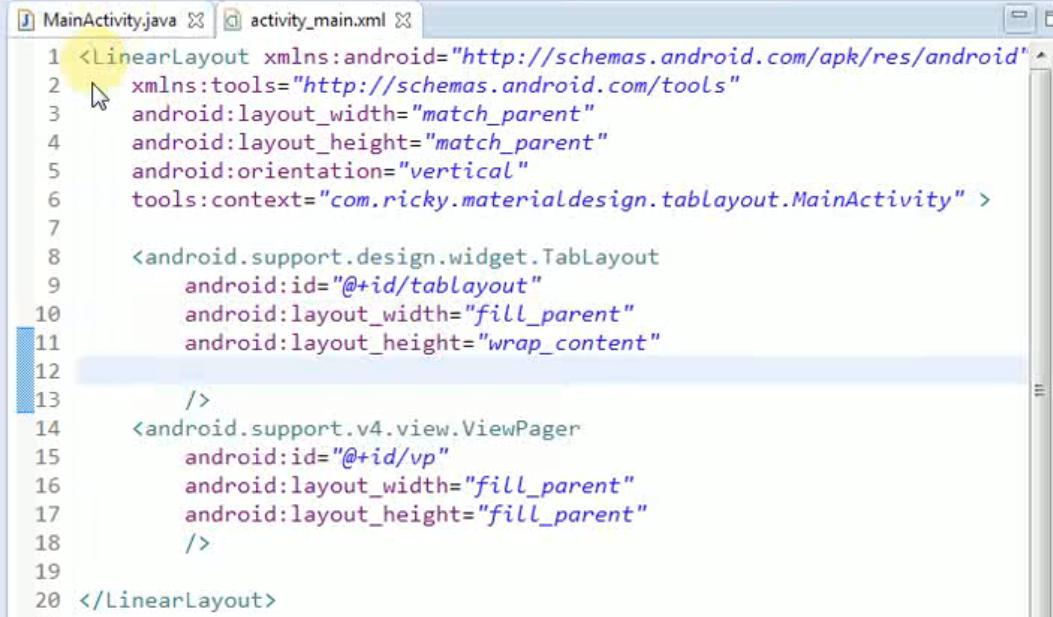 MainActivity.java activity_main.xml
1 <LinearLayout xmlns:android="http://schemas.android.com/apk/res/android"
2 xmlns:tools="http://schemas.android.com/tools"
3 android:layout_width="match_parent"
4 android:layout_height="match_parent"
5 android:orientation="vertical"
6 tools:context="com.ricky.materialdesign.tablayout.MainActivity" >
7
8 <android.support.design.widget.TabLayout
9 android:id="@+id/tablayout"
10 android:layout_width="fill_parent"
11 android:layout_height="wrap_content"
12
13 />
14 <android.support.v4.view.ViewPager
15 android:id="@+id/vp"
16 android:layout_width="fill_parent"
17 android:layout_height="fill_parent"
18 />
19
20 </LinearLayout>